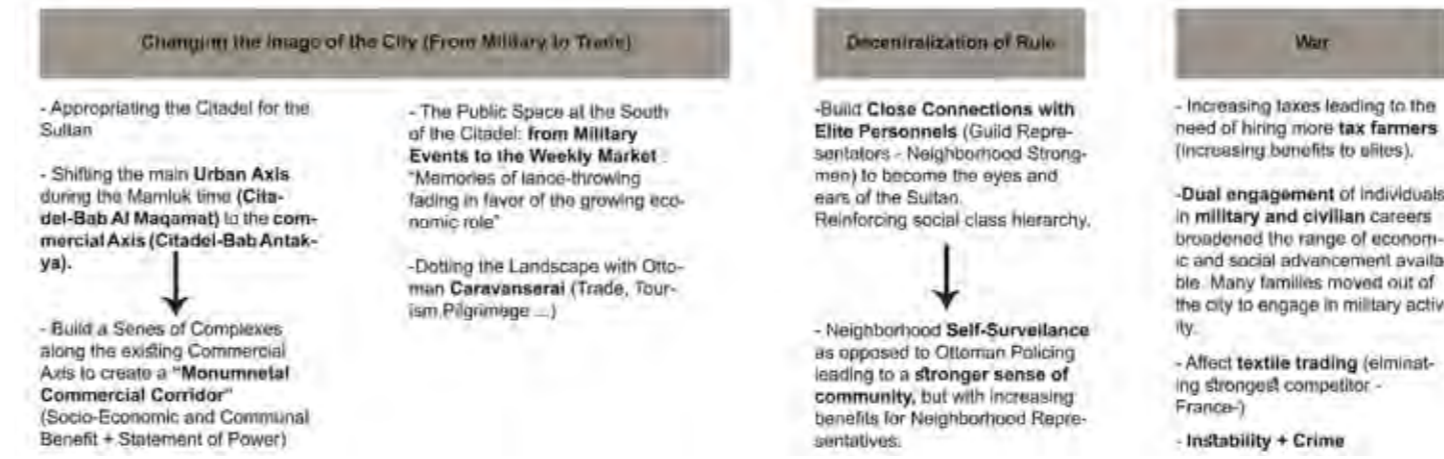 Changing the Image of the City (From Military to Trade)
- Appropriating the Citadel for the
Sultan
- Shifting the main Urban Axis
during the Mamluk time (Cita-
del-Bab Al Maqamat) to the com-
mercial Axis (Citadel-Bab Antak-
ya).
- Build a Series of Complexes
along the existing Commercial
Axis to create a “Monumnetal
Commercial Corridor”
(Socio-Economic and Communal
Benefit + Statement of Power)
- The Public Space at the South
of the Citadel: from Military
Events to the Weekly Market
“Memories of lance-throwing
fading in favor of the growing eco-
nomic role”
-Dotting the Landscape with Otto-
man Caravanserai (Trade, Tour-
ism,Pilgrimage ...)
Decentralization of Rule
-Build Close Connections with
Elite Personnels (Guild Repre-
sentators - Neighborhood Strong-
men) to become the eyes and
ears of the Sultan.
Reinforcing social class hierarchy.
- Neighborhood Self-Surveilance
as opposed to Ottoman Policing
leading to a stronger sense of
community, but with increasing
benefits for Neighborhood Repre-
sentatives.
War
- Increasing taxes leading to the
need of hiring more tax farmers
(increasing benefits to elites).
-Dual engagement of individuals
in military and civilian careers
broadened the range of econom-
ic and social advancement availa-
ble. Many families moved out of
the city to engage in military activ-
ity.
- Affect textile trading (elminat-
ing strongest competitor -
France-)
- Instability + Crime